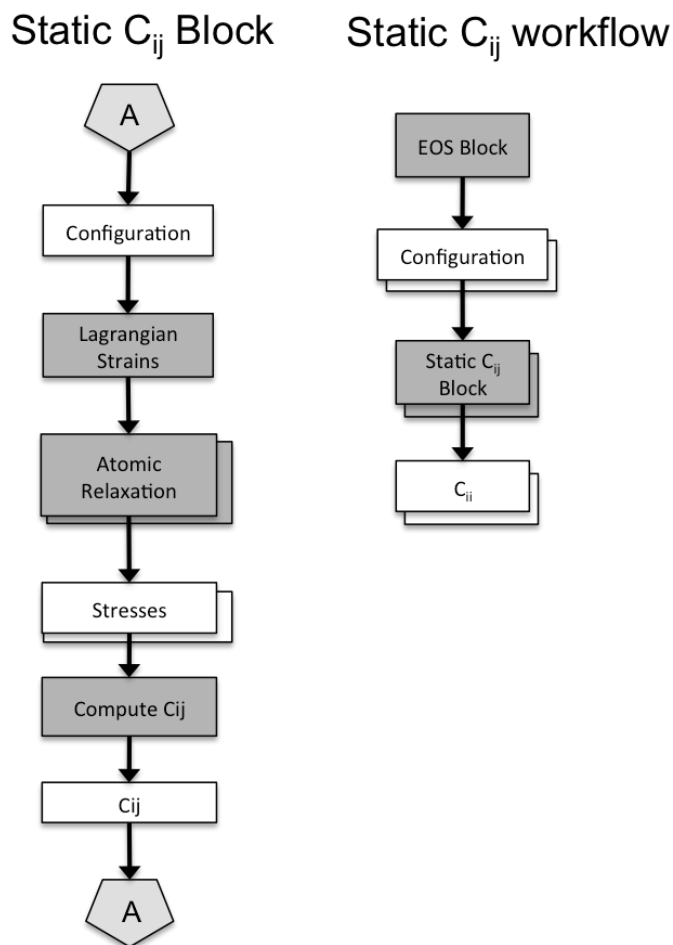 Static Cij Block
A
Configuration
Lagrangian
Strains
Atomic
Relaxation
Stresses
Compute Cij
Cij
A
Static Cij workflow
EOS Block
Configuration
Static Cij
Block
Cii